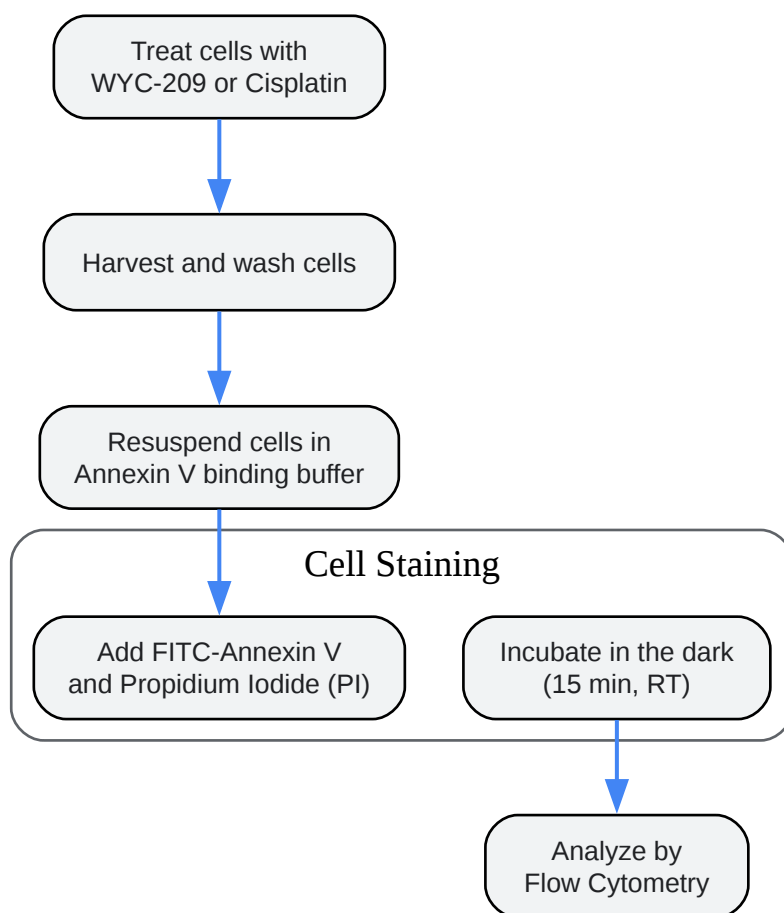 Treat cells with
WYC-209 or Cisplatin
Harvest and wash cells
Resuspend cells in
Annexin V binding buffer
Cell Staining
Add FITC-Annexin V
and Propidium Iodide (PI)
Incubate in the dark
(15 min, RT)
Analyze by
Flow Cytometry